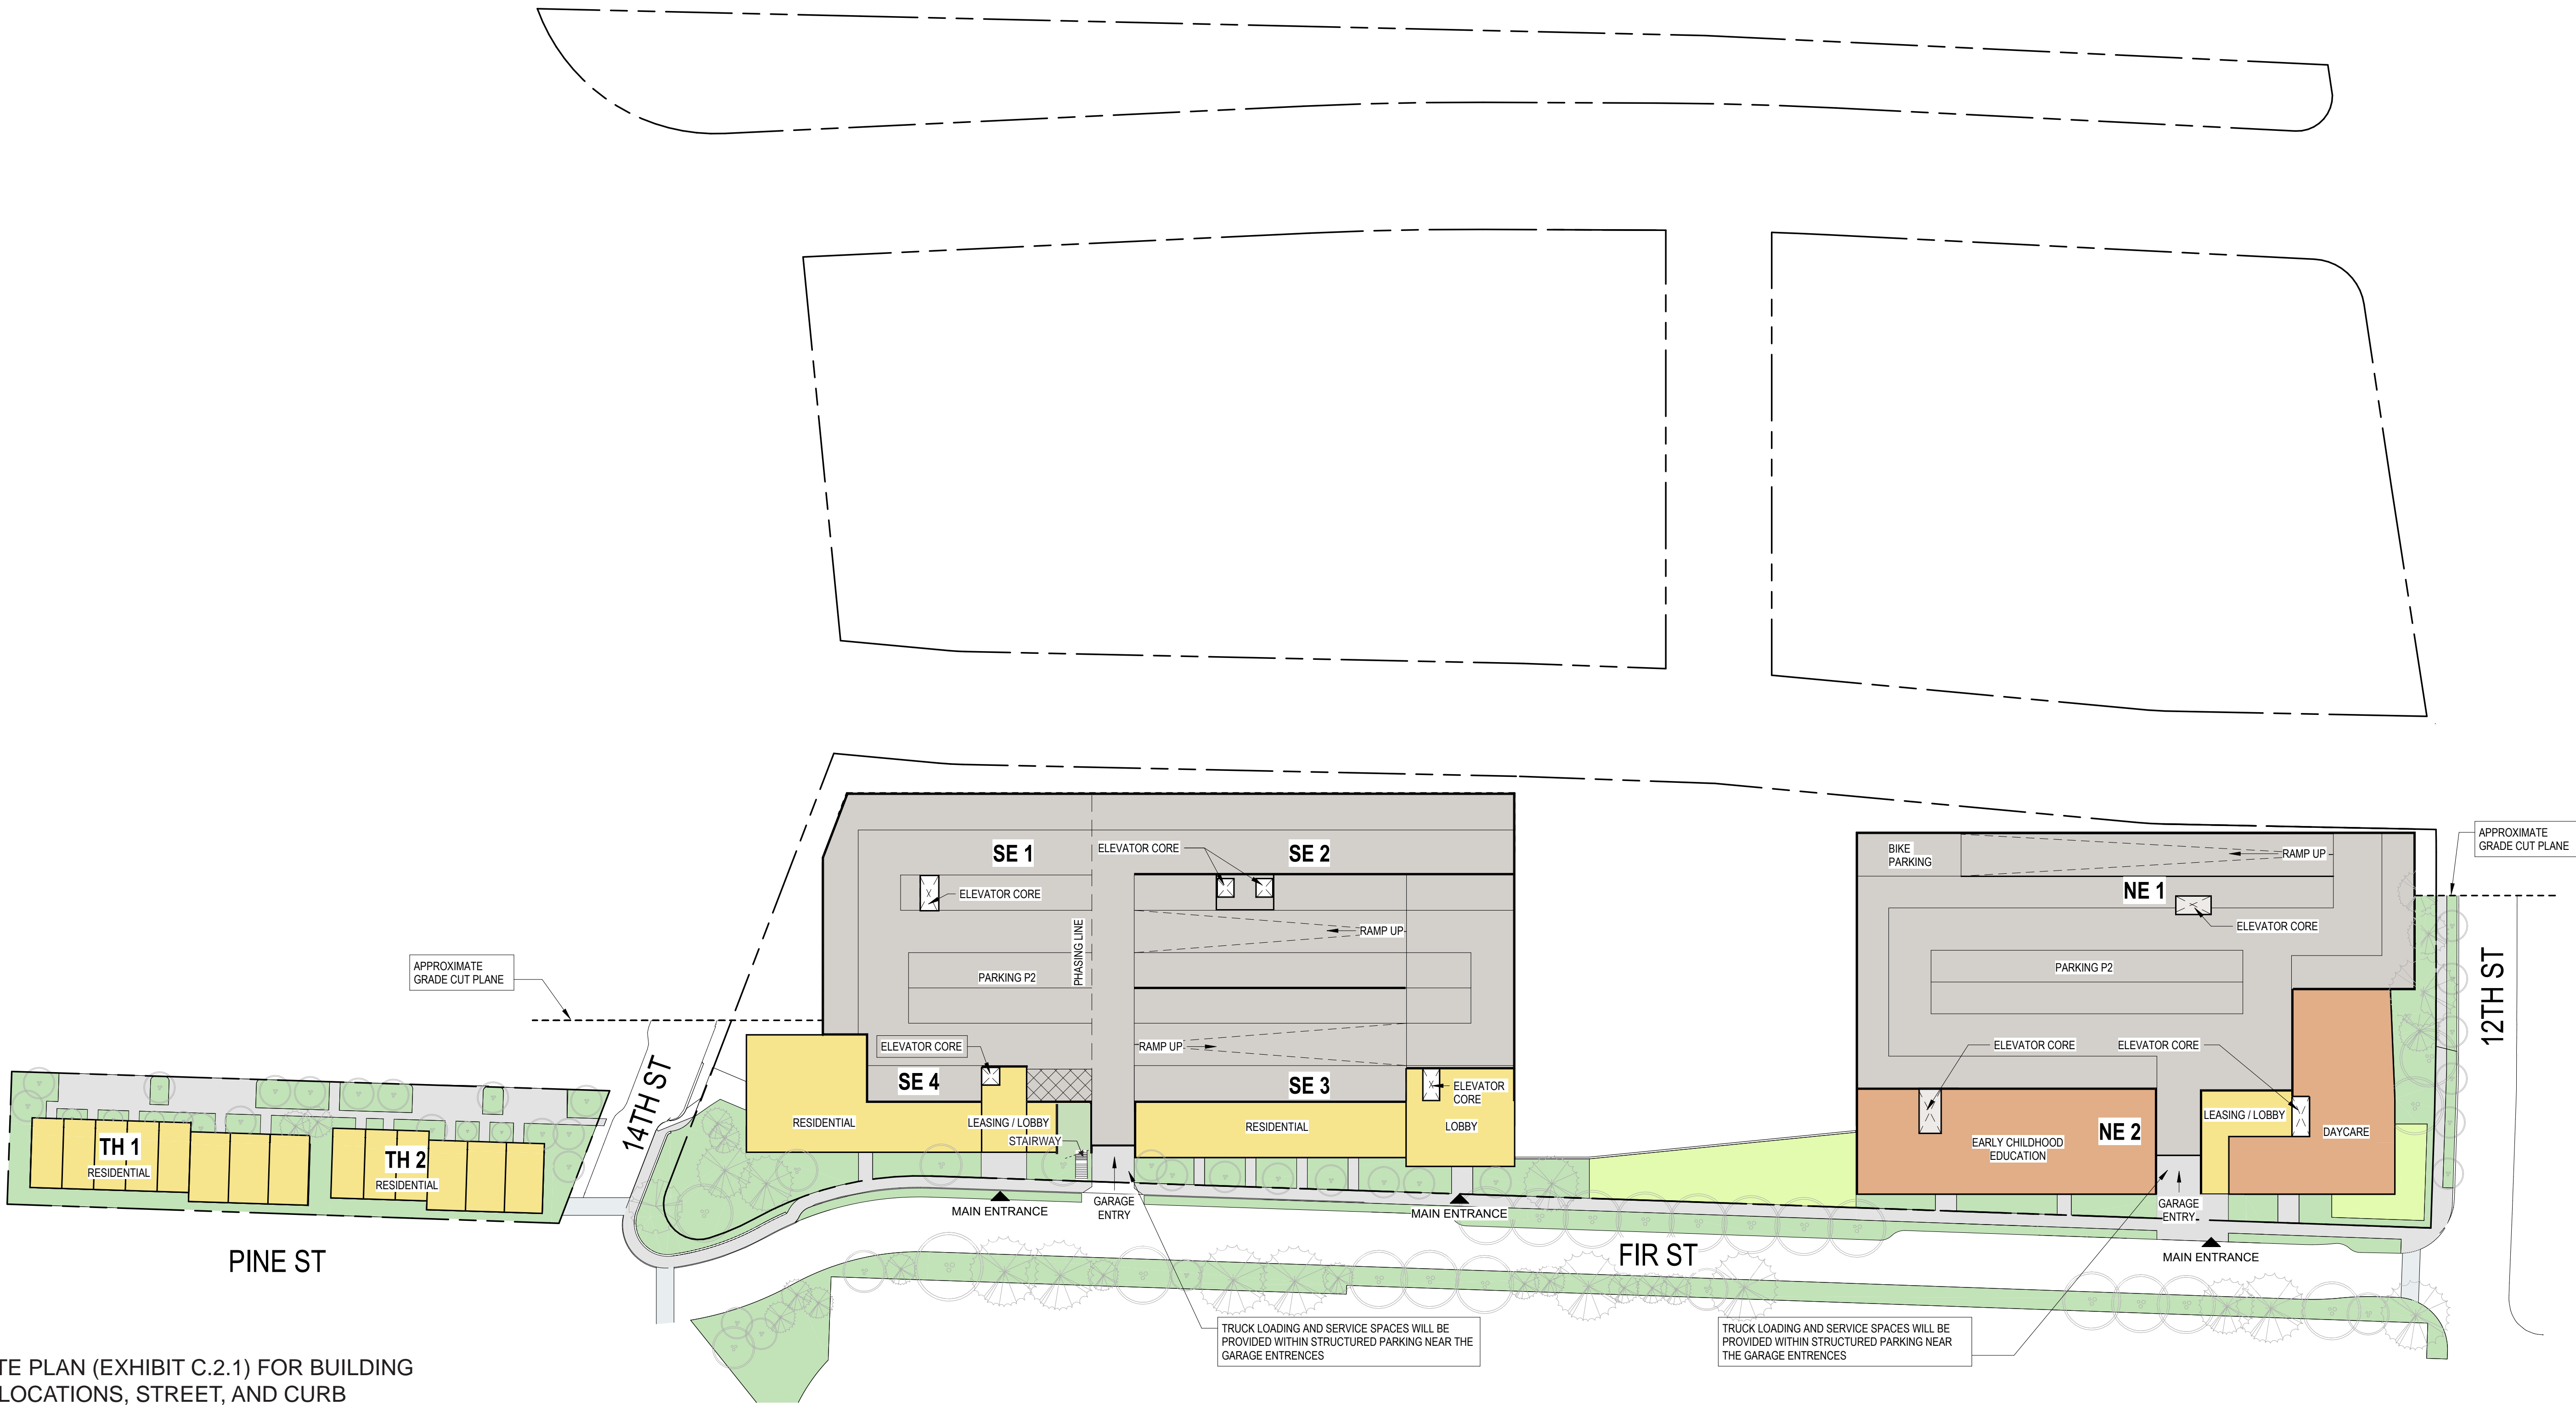 SE 1
ELEVATOR CORE
SE 2
ELEVATOR CORE
PHASING LINE
RAMP UP
PARKING P2
RAMP UP
ELEVATOR CORE
SE 4
SE 3
ELEVATOR
CORE
RESIDENTIAL
LEASING / LOBBY
STAIRWAY
RESIDENTIAL
LOBBY
BIKE
PARKING
RAMP UP
NE 1
ELEVATOR CORE
PARKING P2
ELEVATOR CORE
ELEVATOR CORE
LEASING / LOBBY
DAYCARE
NE 2
EARLY CHILDHOOD
EDUCATION
APPROXIMATE
GRADE CUT PLANE
12TH ST
APPROXIMATE
GRADE CUT PLANE
14TH ST
TH 1
RESIDENTIAL
TH 2
RESIDENTIAL
PINE ST
MAIN ENTRANCE
GARAGE
ENTRY
MAIN ENTRANCE
FIR ST
GARAGE
ENTRY
MAIN ENTRANCE
TRUCK LOADING AND SERVICE SPACES WILL BE
PROVIDED WITHIN STRUCTURED PARKING NEAR THE
GARAGE ENTRENCES
TRUCK LOADING AND SERVICE SPACES WILL BE
PROVIDED WITHIN STRUCTURED PARKING NEAR
THE GARAGE ENTRENCES
TE PLAN (EXHIBIT C.2.1) FOR BUILDING
LOCATIONS, STREET, AND CURB